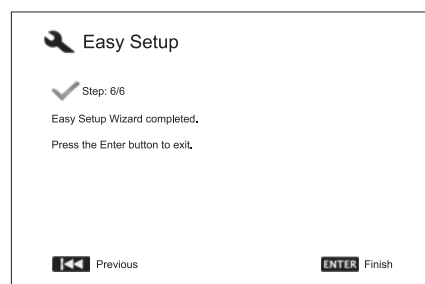 Easy Setup
Step: 6/6
Easy Setup Wizard completed.
Press the Enter button to exit.
Previous
ENTER Finish